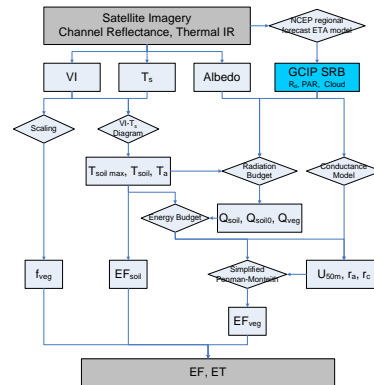 Satellite Imagery
Channel Reflectance, Thermal IR
NCEP regional
forecast ETA model
VI
Ts
Albedo
GCIP SRB
Rd, PAR, Cloud
Scaling
VI-Ts
Diagram
Tsoil max, Tsoil, Ta
Radiation
Budget
Conductance
Model
Energy Budget
Qsoil, Qsoil0, Qveg
fveg
EFsoil
Simplified
Penman-Monteith
U50m, ra, rc
EFveg
EF, ET